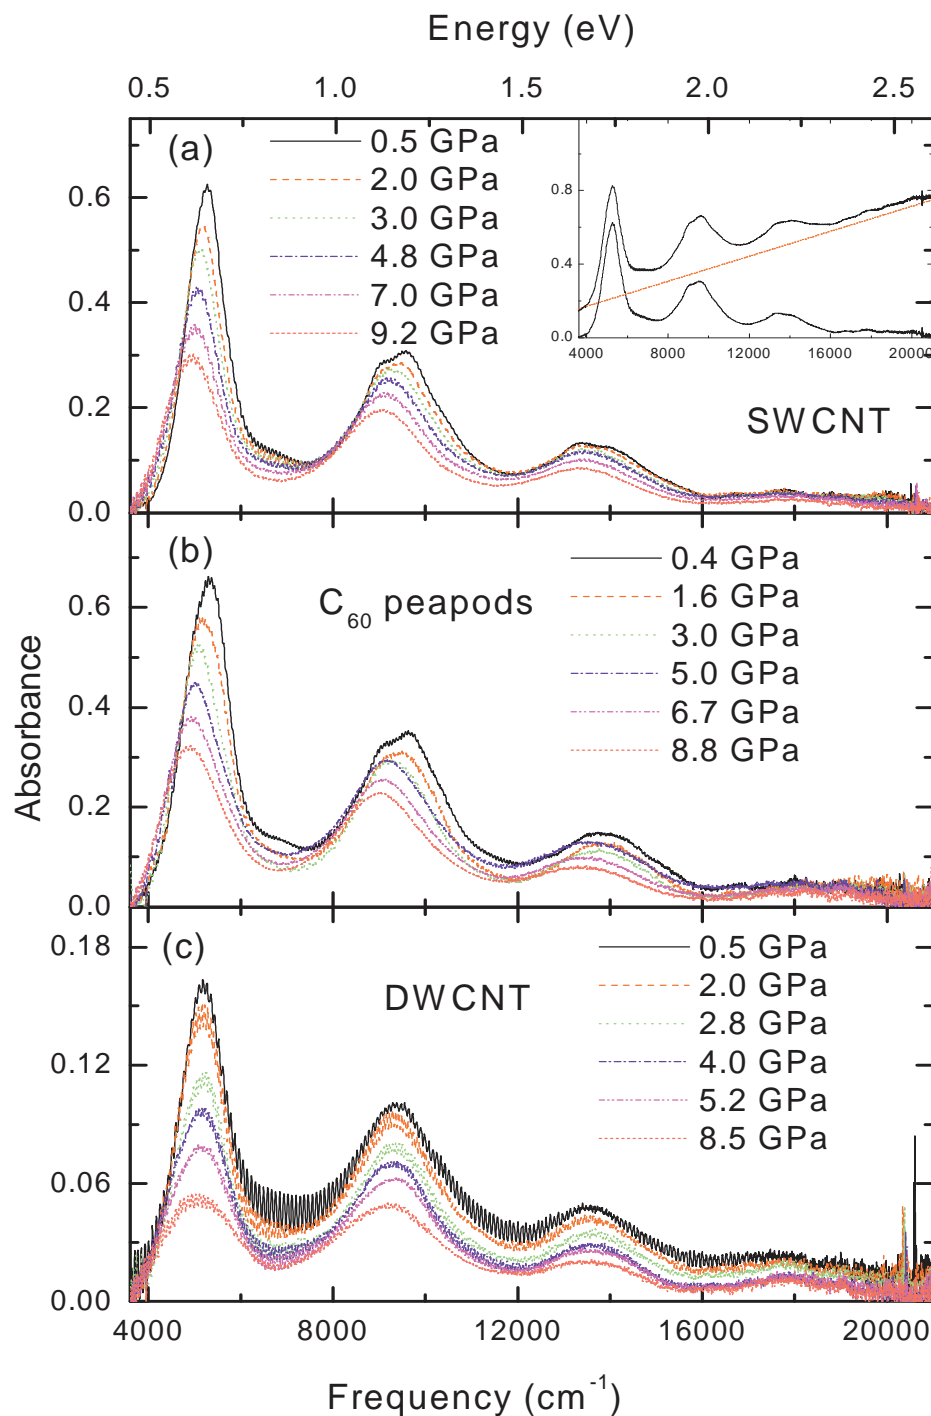 Energy (eV)
0.5 1.0 1.5 2.0 2.5
(a)
0.5 GPa
2.0 GPa
3.0 GPa
4.8 GPa
7.0 GPa
9.2 GPa
0.8
0.4
0.0
4000 8000 12000 16000 20000
SWCNT
0.6
0.4
0.2
0.0
(b)
C60 peapods
0.4 GPa
1.6 GPa
3.0 GPa
5.0 GPa
6.7 GPa
8.8 GPa
0.6
0.4
0.2
0.0
Absorbance
(c)
DWCNT
0.5 GPa
2.0 GPa
2.8 GPa
4.0 GPa
5.2 GPa
8.5 GPa
0.18
0.12
0.06
0.00
4000 8000 12000 16000 20000
Frequency (cm-1)